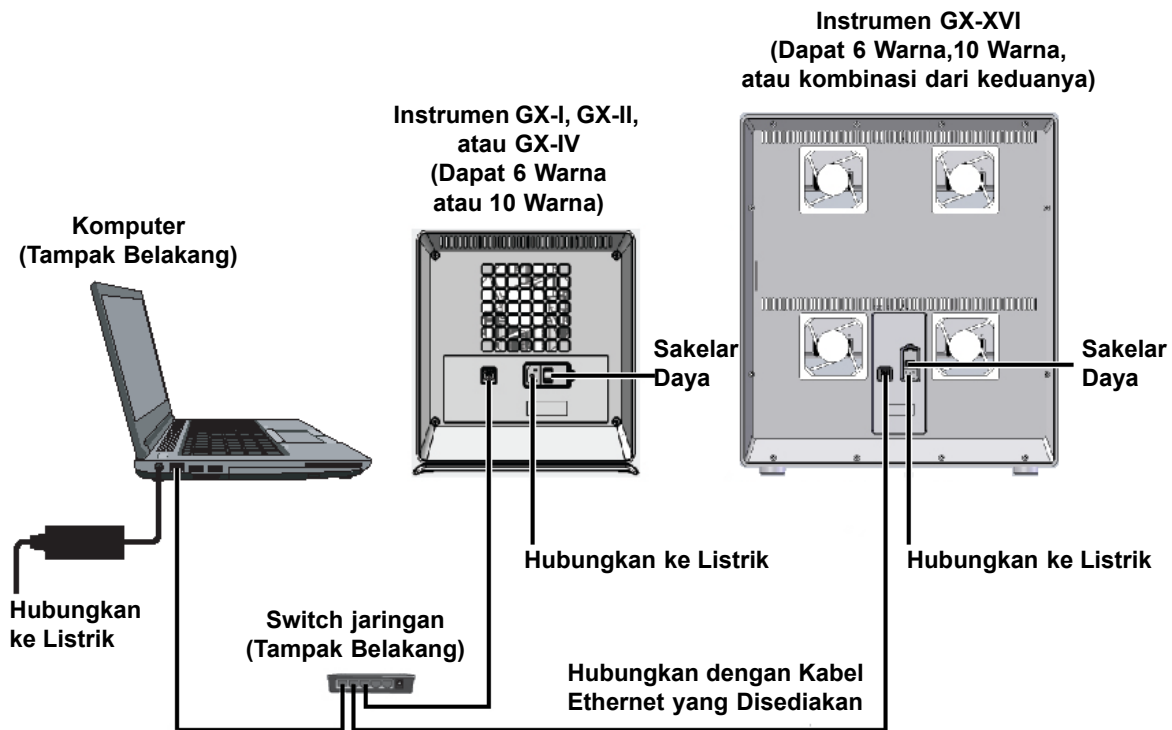 Instrumen GX-XVI
(Dapat 6 Warna,10 Warna,
atau kombinasi dari keduanya)
Instrumen GX-I, GX-II,
atau GX-IV
(Dapat 6 Warna
atau 10 Warna)
Komputer
(Tampak Belakang)
Sakelar
Daya
Sakelar
Daya
Hubungkan ke Listrik
Hubungkan ke Listrik
Hubungkan
ke Listrik
Switch jaringan
(Tampak Belakang)
Hubungkan dengan Kabel
Ethernet yang Disediakan